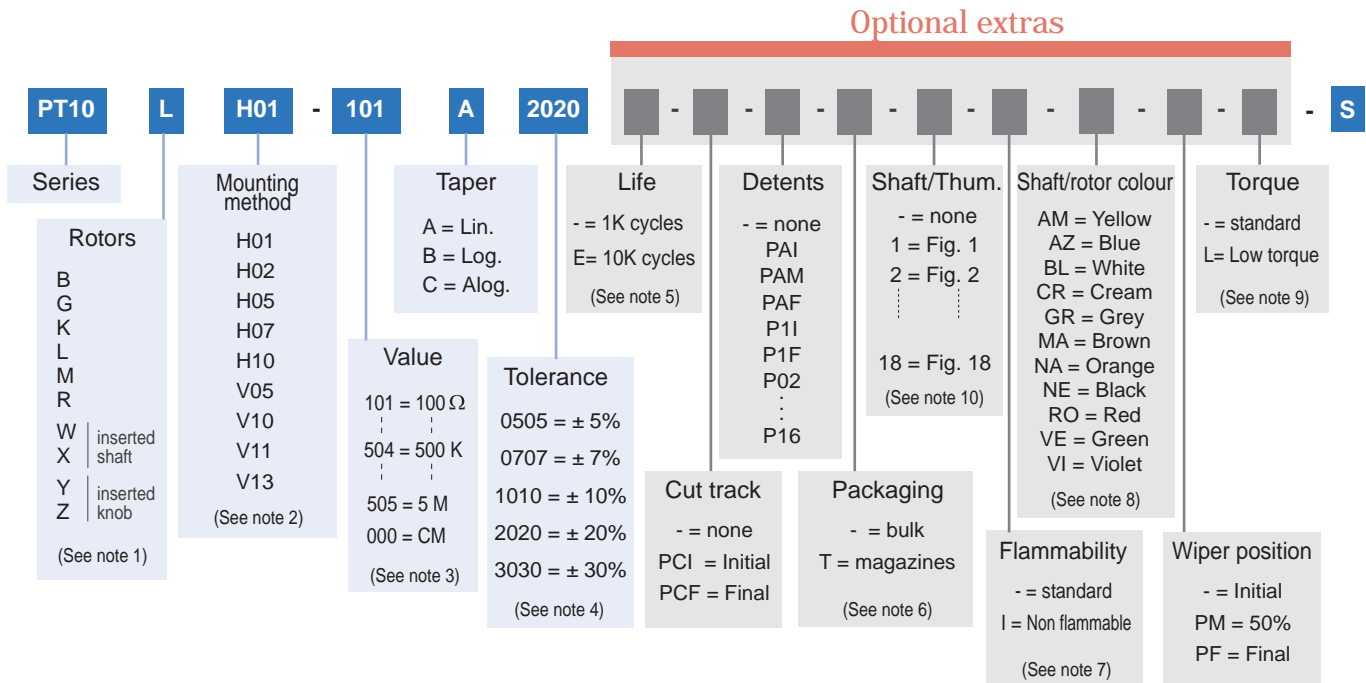 Optional extras
PT10 L H01 - 101 A 2020 - - - - - - - - - S
Series
Rotors
B
G
K
L
M
R
W
X
inserted
shaft
Y
Z
inserted
knob
(See note 1)
Mounting
method
H01
H02
H05
H07
H10
V05
V10
V11
V13
(See note 2)
Value
101 = 100 Ω
504 = 500 K
505 = 5 M
000 = CM
(See note 3)
Taper
A = Lin.
B = Log.
C = Alog.
Tolerance
0505 = ± 5%
0707 = ± 7%
1010 = ± 10%
2020 = ± 20%
3030 = ± 30%
(See note 4)
Life
- = 1K cycles
E= 10K cycles
(See note 5)
Cut track
- = none
PCI = Initial
PCF = Final
Detents
- = none
PAI
PAM
PAF
P1I
P1F
P02
:
:
P16
Packaging
- = bulk
T = magazines
(See note 6)
Shaft/Thum.
- = none
1 = Fig. 1
2 = Fig. 2
18 = Fig. 18
(See note 10)
Flammability
- = standard
I = Non flammable
(See note 7)
Shaft/rotor colour
AM = Yellow
AZ = Blue
BL = White
CR = Cream
GR = Grey
MA = Brown
NA = Orange
NE = Black
RO = Red
VE = Green
VI = Violet
(See note 8)
Wiper position
- = Initial
PM = 50%
PF = Final
Torque
- = standard
L= Low torque
(See note 9)